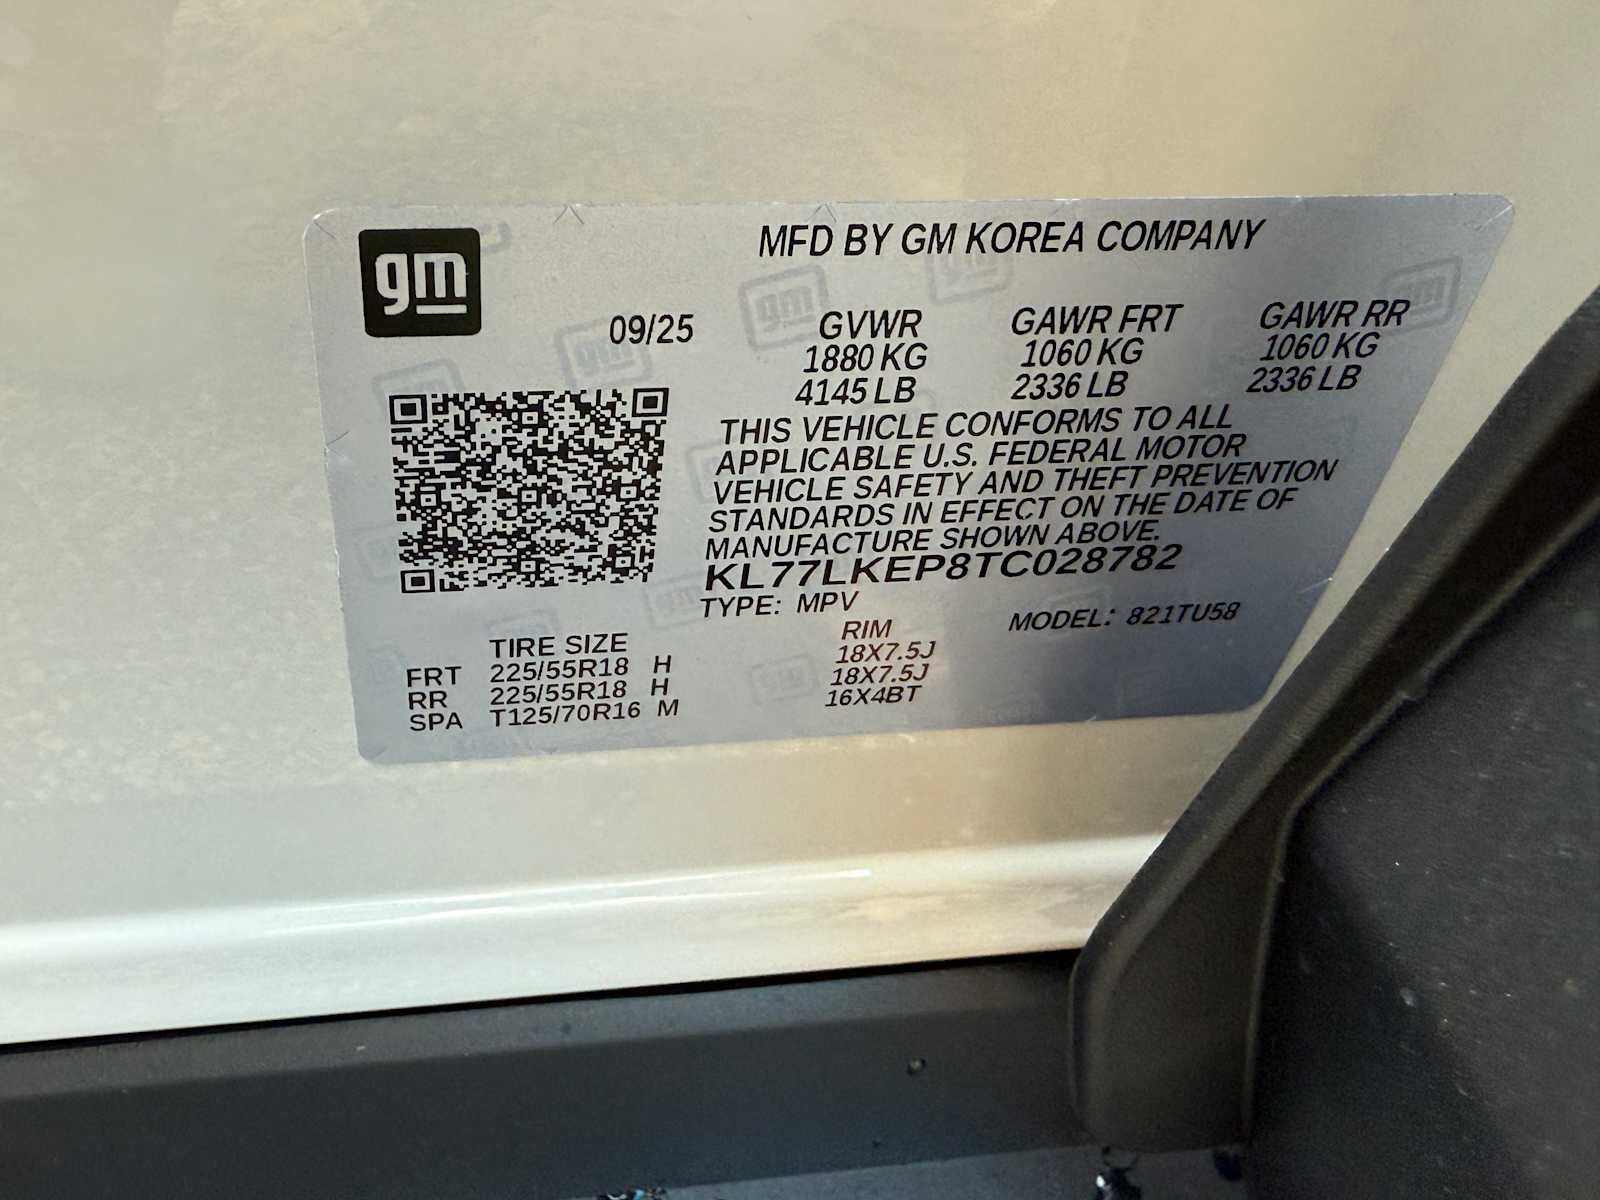 gm
MFD BY GM KOREA COMPANY
09/25 GVWR GAWR FRT GAWR RR
1880 KG 1060 KG 1060 KG
4145 LB 2336 LB 2336 LB
THIS VEHICLE CONFORMS TO ALL
APPLICABLE U.S. FEDERAL MOTOR
VEHICLE SAFETY AND THEFT PREVENTION
STANDARDS IN EFFECT ON THE DATE OF
MANUFACTURE SHOWN ABOVE.
KL77LKEP8TC028782
TYPE: MPV MODEL: 821TU58
TIRE SIZE RIM
FRT 225/55R18 H 18X7.5J
RR 225/55R18 H 18X7.5J
SPA T125/70R16 M 16X4BT